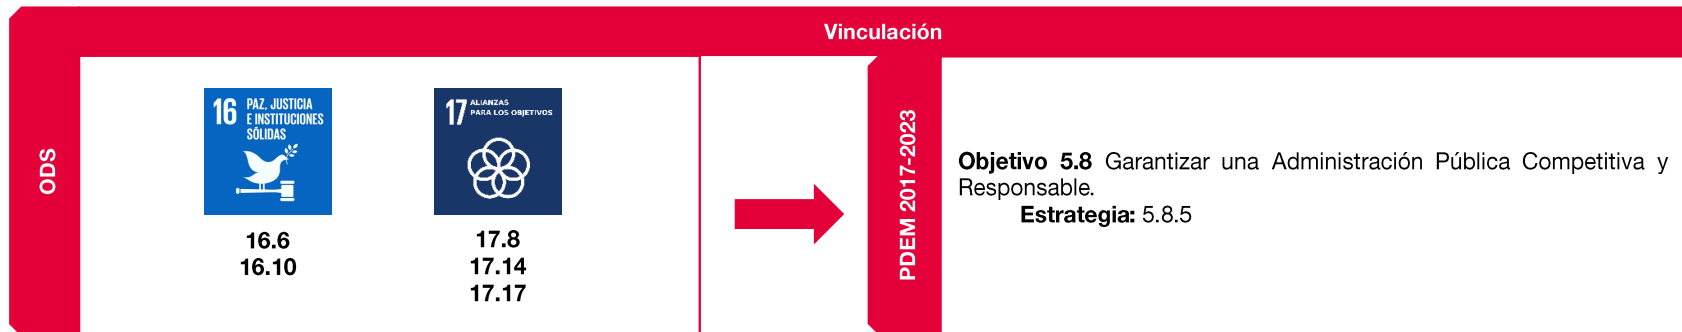 Vinculación
ODS
16 PAZ, JUSTICIA
E INSTITUCIONES
SÓLIDAS
16.6
16.10
17 ALIANZAS
PARA LOS OBJETIVOS
17.8
17.14
17.17
PDEM 2017-2023
Objetivo 5.8 Garantizar una Administración Pública Competitiva y
Responsable.
Estrategia: 5.8.5